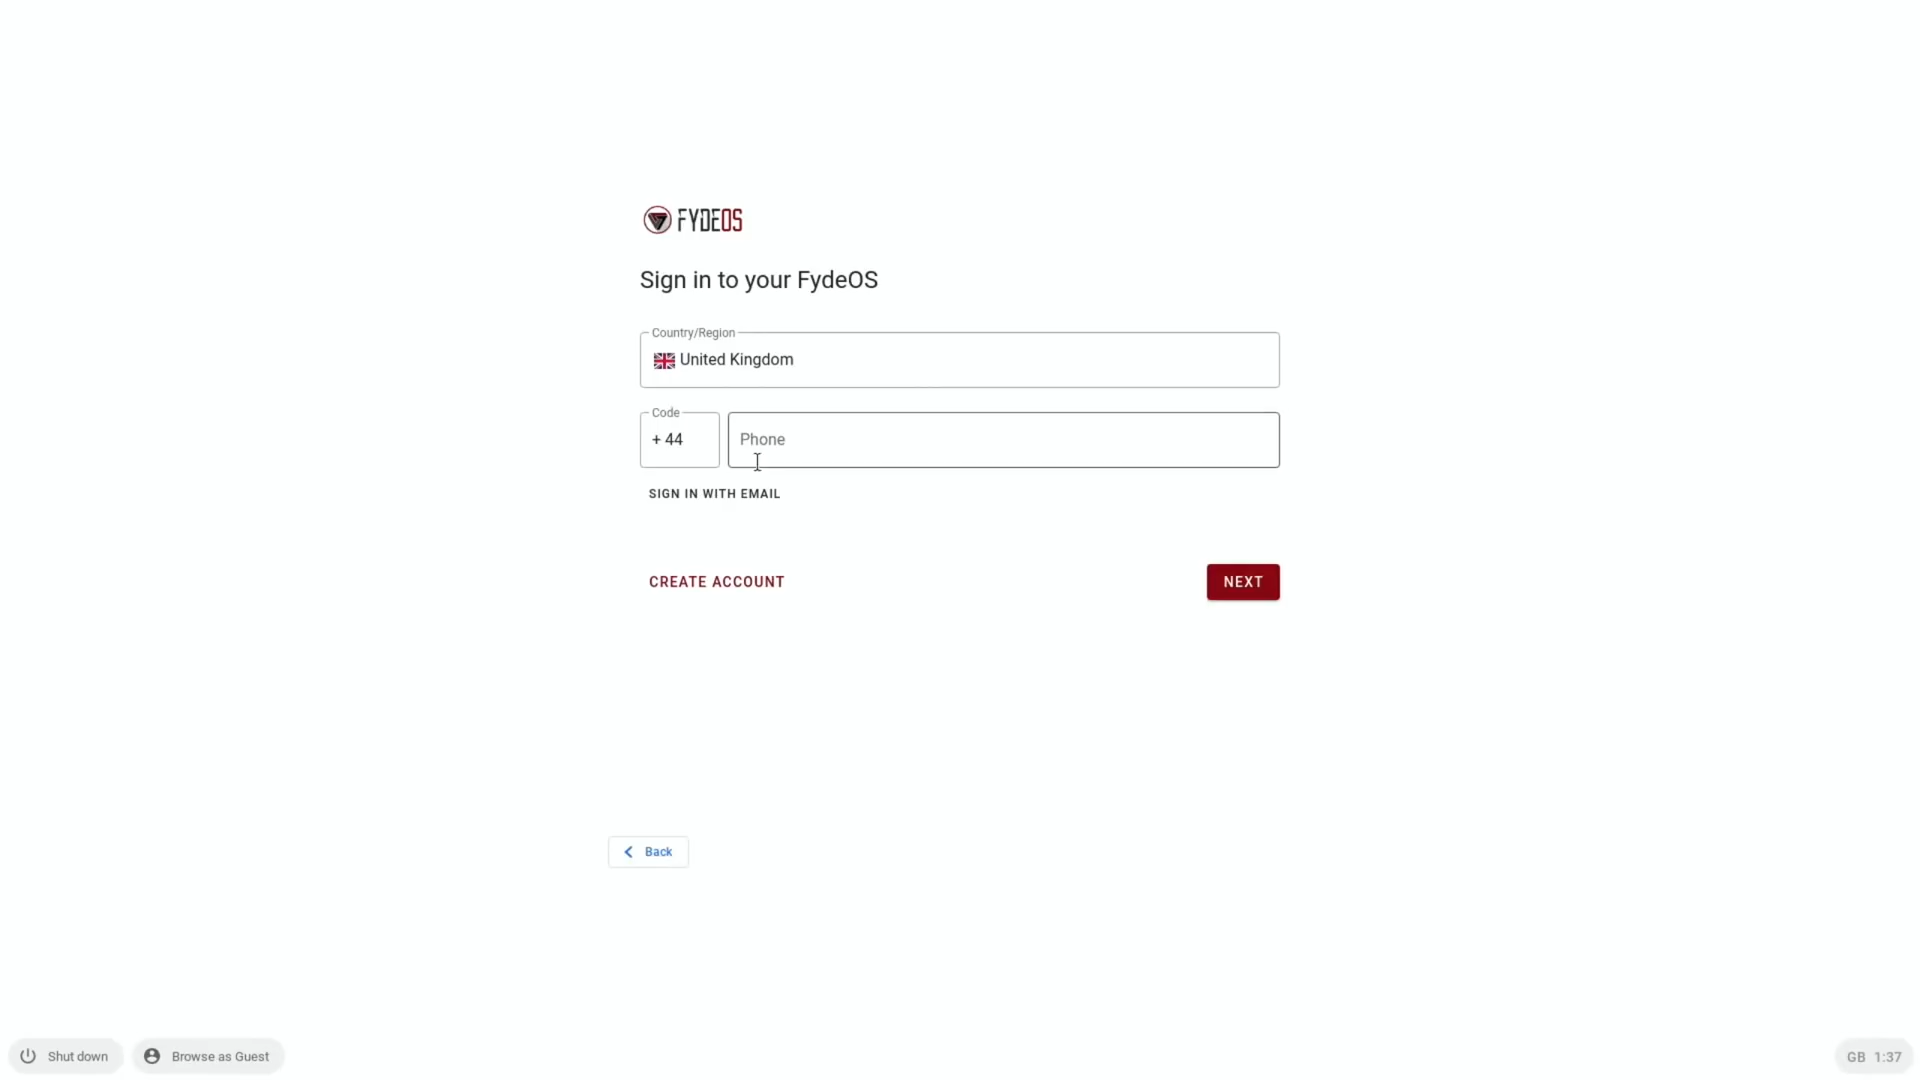 FYDEOS
Sign in to your FydeOS
Country/Region
United Kingdom
Code
+ 44
Phone
SIGN IN WITH EMAIL
CREATE ACCOUNT
NEXT
Back
Shut down
Browse as Guest
GB 1:37